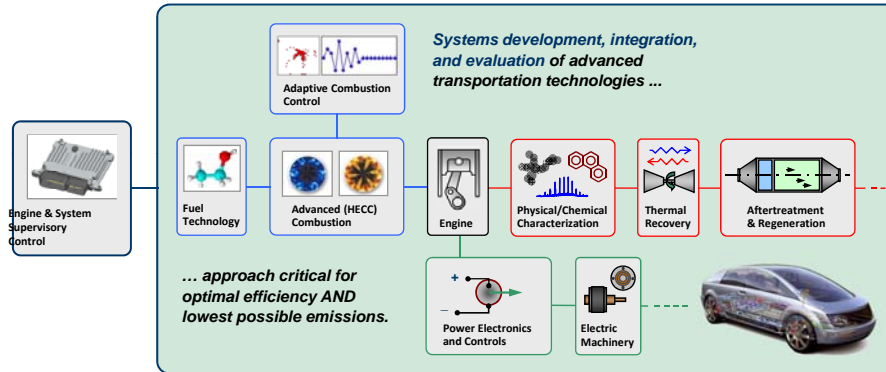 Systems development, integration,
and evaluation of advanced
transportation technologies ...
Adaptive Combustion
Control
Engine & System
Supervisory
Control
Fuel
Technology
Advanced (HECC)
Combustion
Engine
Physical/Chemical
Characterization
Thermal
Recovery
Aftertreatment
& Regeneration
... approach critical for
optimal efficiency AND
lowest possible emissions.
+
–
Power Electronics
and Controls
Electric
Machinery